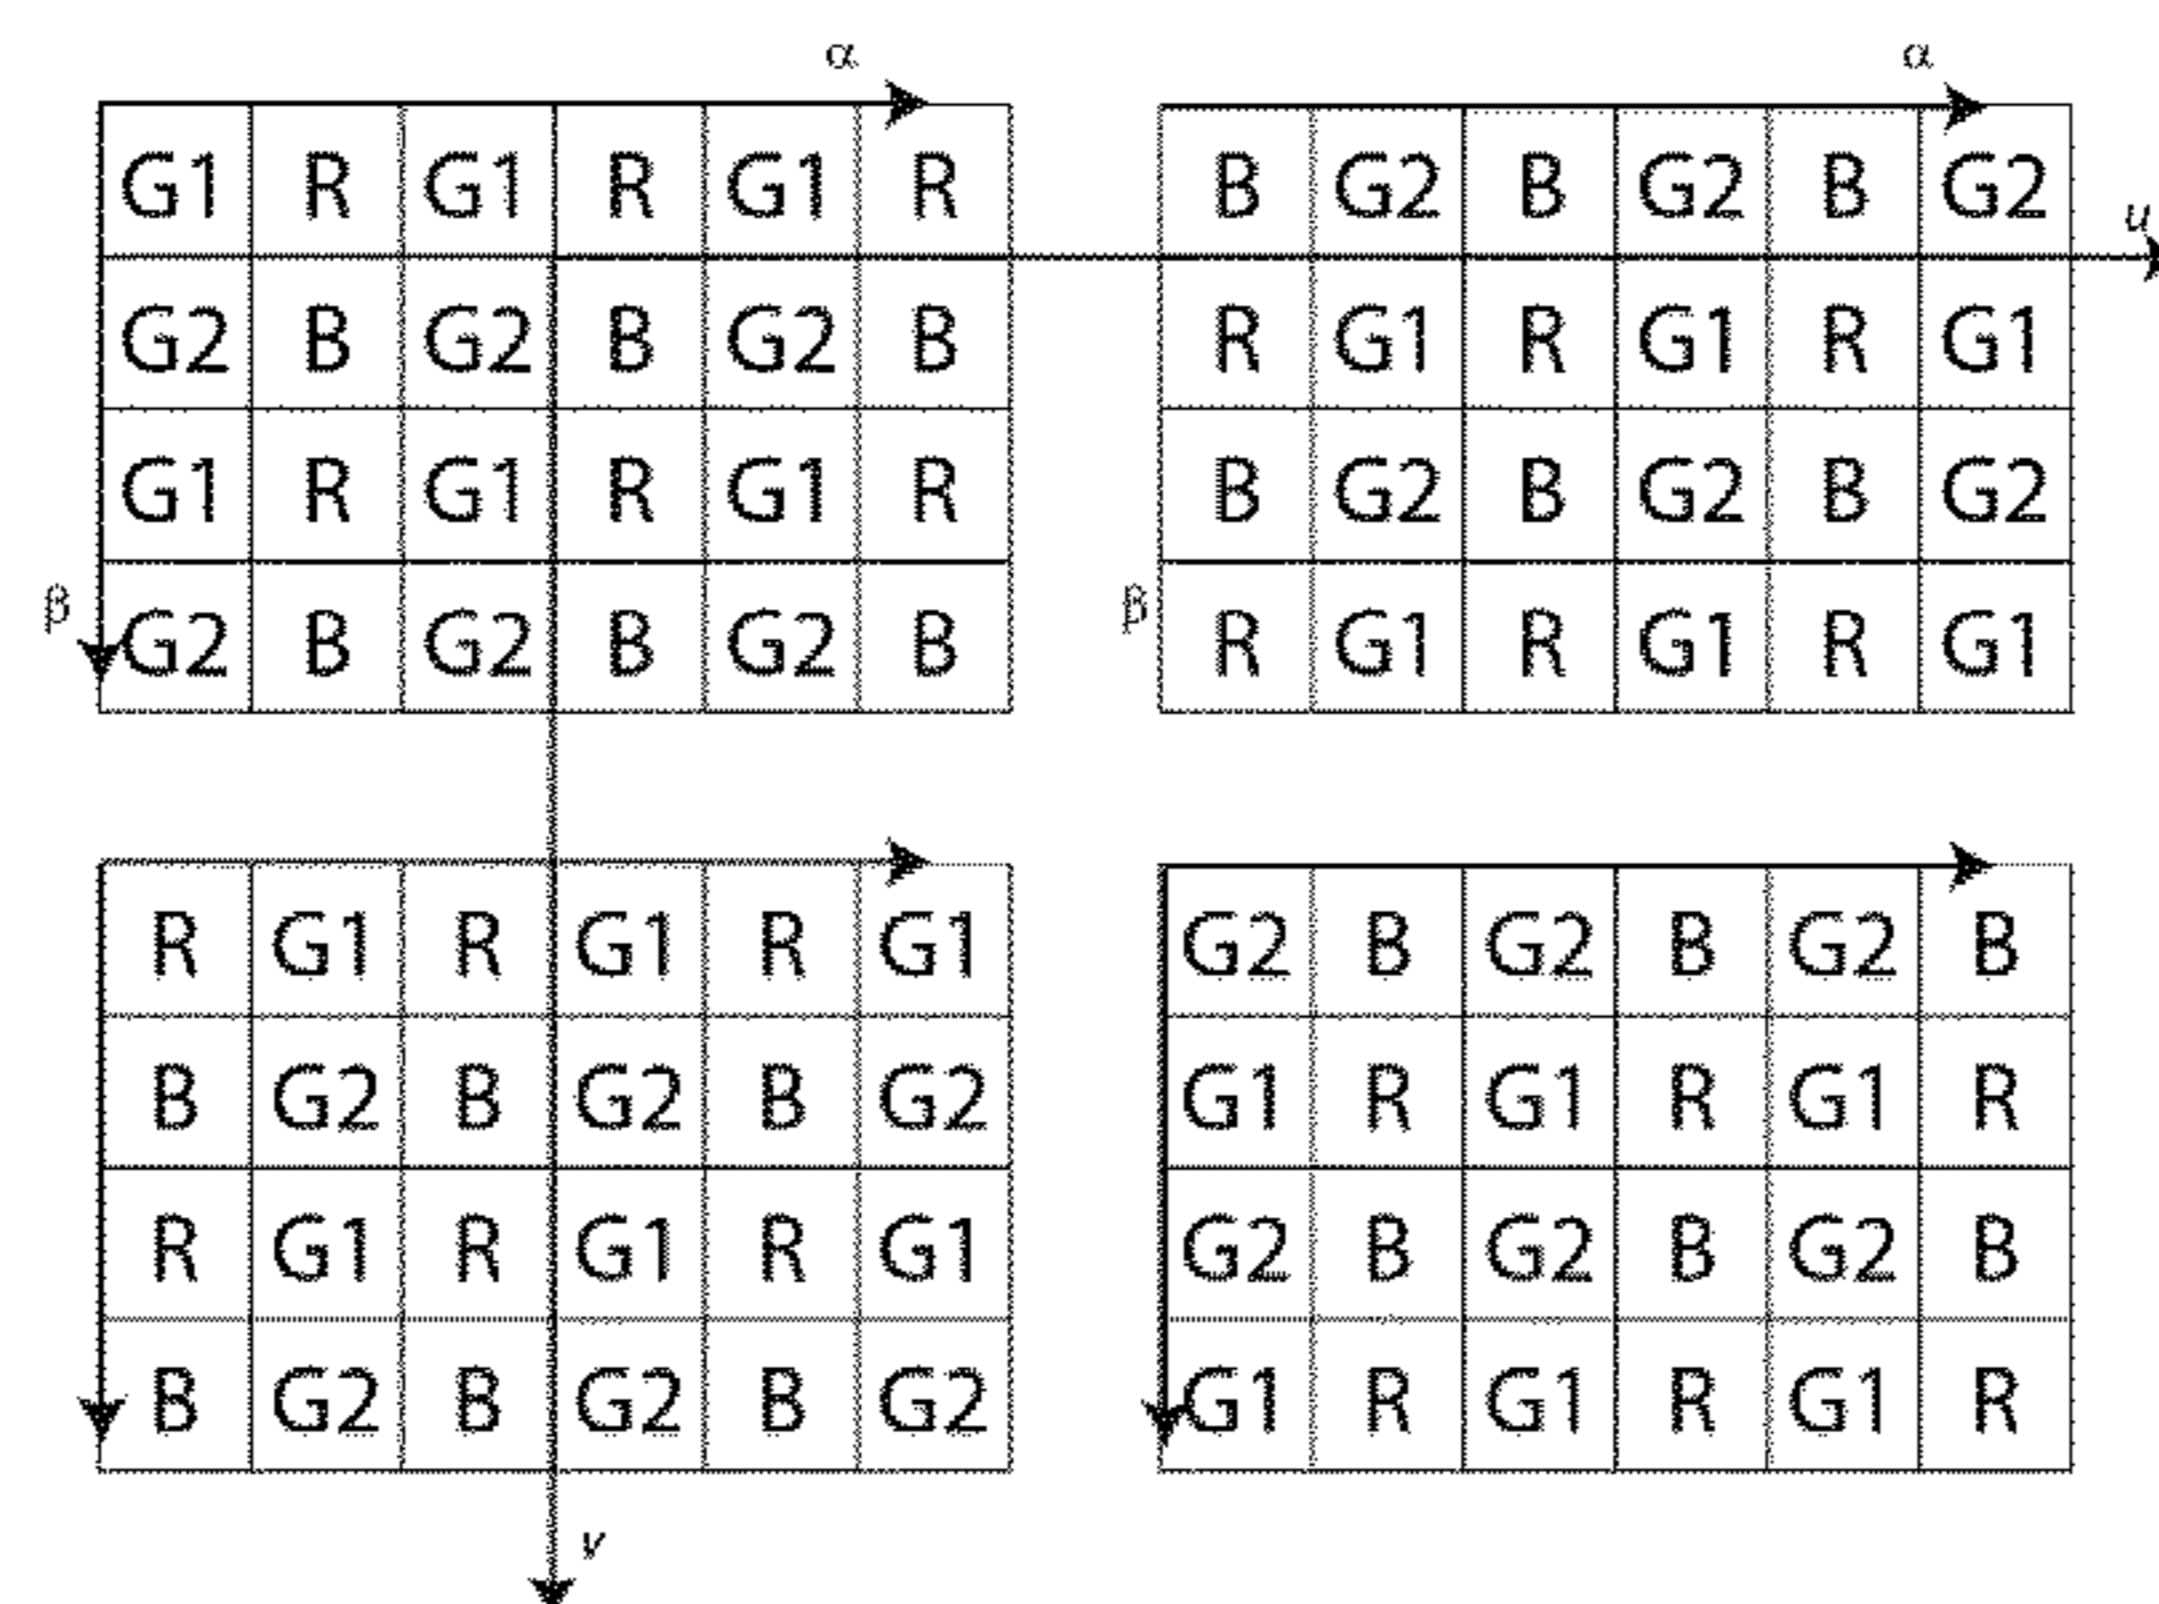 α α
G1 R G1 R G1 R B G2 B G2 B G2
u
G2 B G2 B G2 B R G1 R G1 R G1
G1 R G1 R G1 R B G2 B G2 B G2
β β
G2 B G2 B G2 B R G1 R G1 R G1
R G1 R G1 R G1 G2 B G2 B G2 B
B G2 B G2 B G2 G1 R G1 R G1 R
R G1 R G1 R G1 G2 B G2 B G2 B
B G2 B G2 B G2 G1 R G1 R G1 R
v